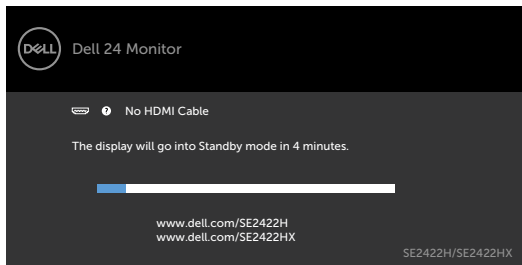 DELL
Dell 24 Monitor
? No HDMI Cable
The display will go into Standby mode in 4 minutes.
www.dell.com/SE2422H
www.dell.com/SE2422HX
SE2422H/SE2422HX